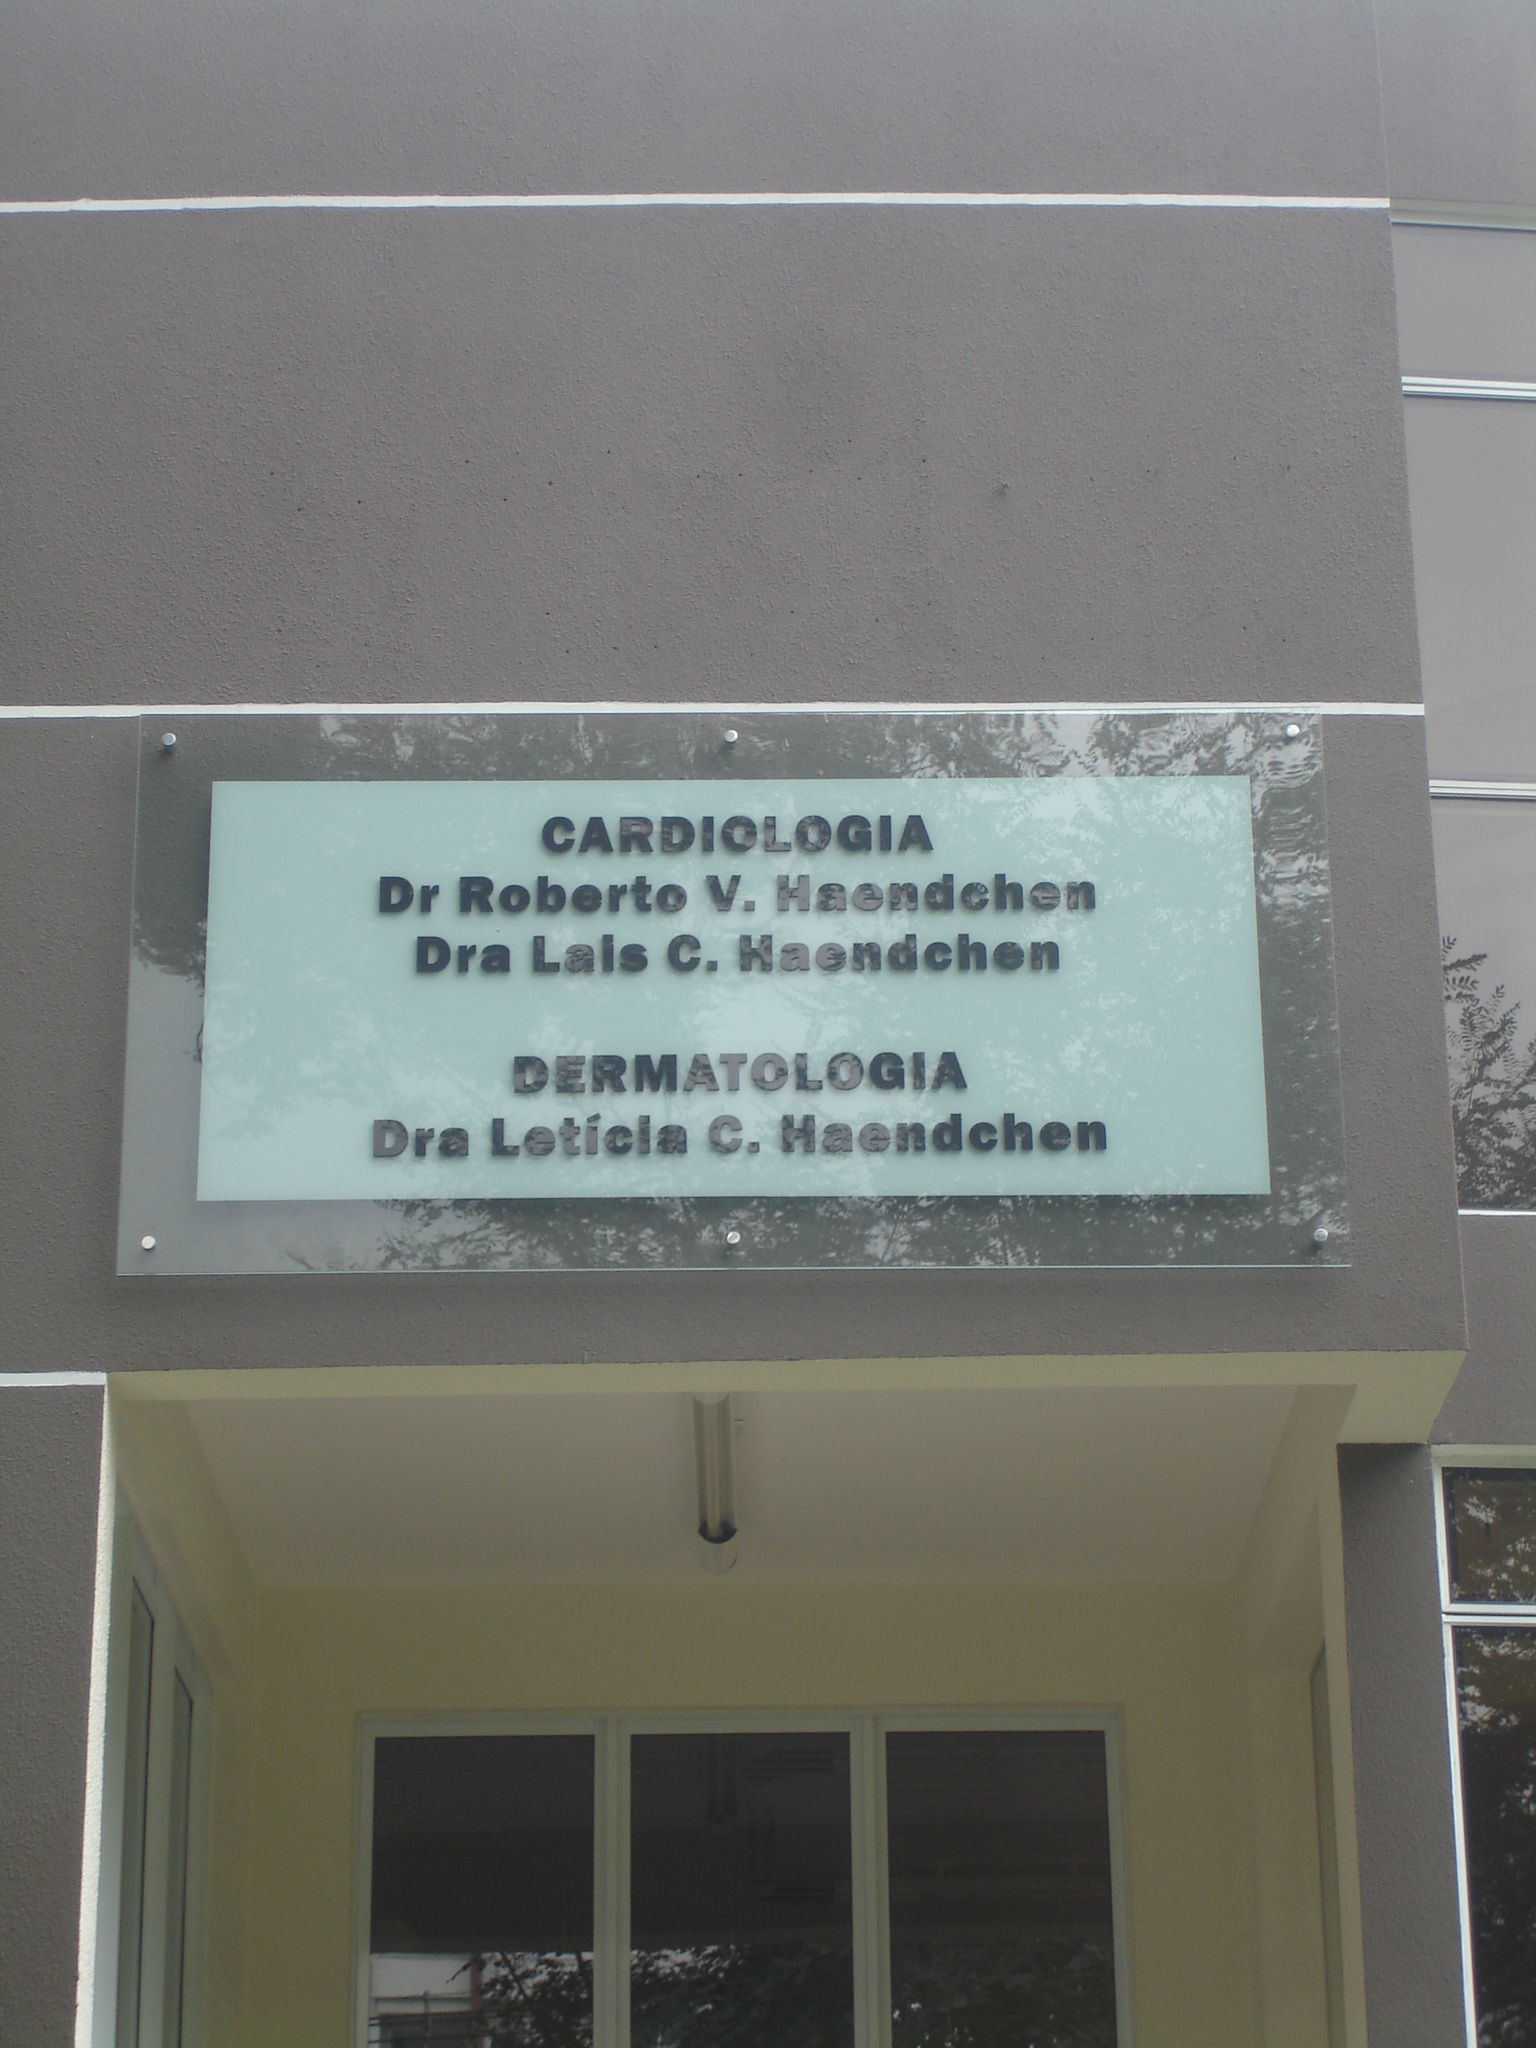 CARDIOLOGIA
Dr Roberto V. Haendchen
Dra Lais C. Haendchen
DERMATOLOGIA
Dra Letícia C. Haendchen